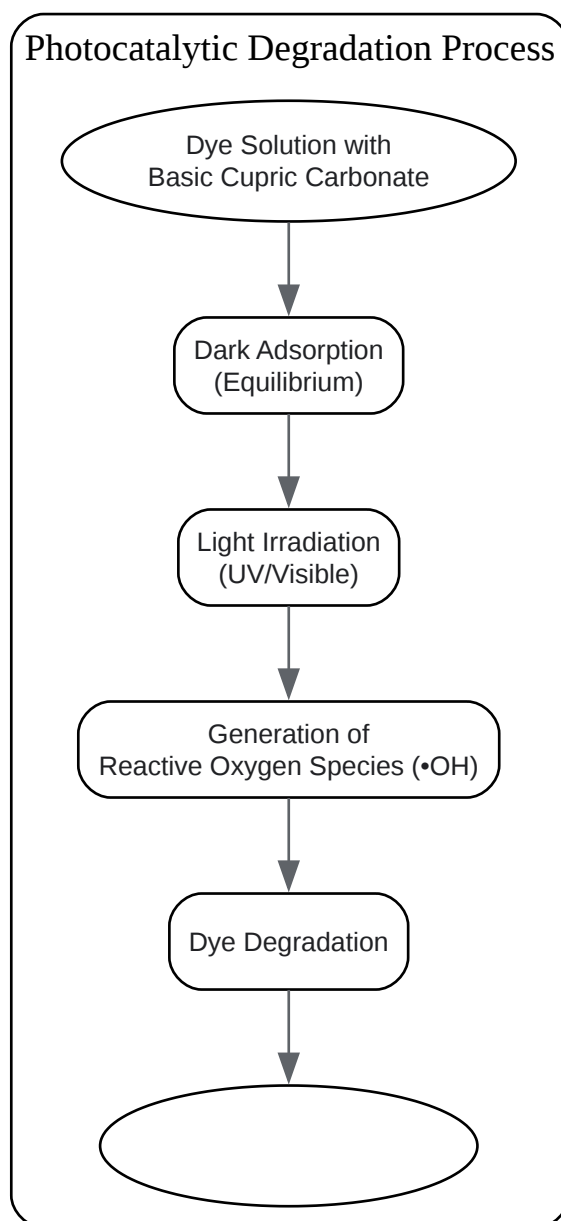 Photocatalytic Degradation Process
Dye Solution with
Basic Cupric Carbonate
Dark Adsorption
(Equilibrium)
Light Irradiation
(UV/Visible)
Generation of
Reactive Oxygen Species (•OH)
Dye Degradation